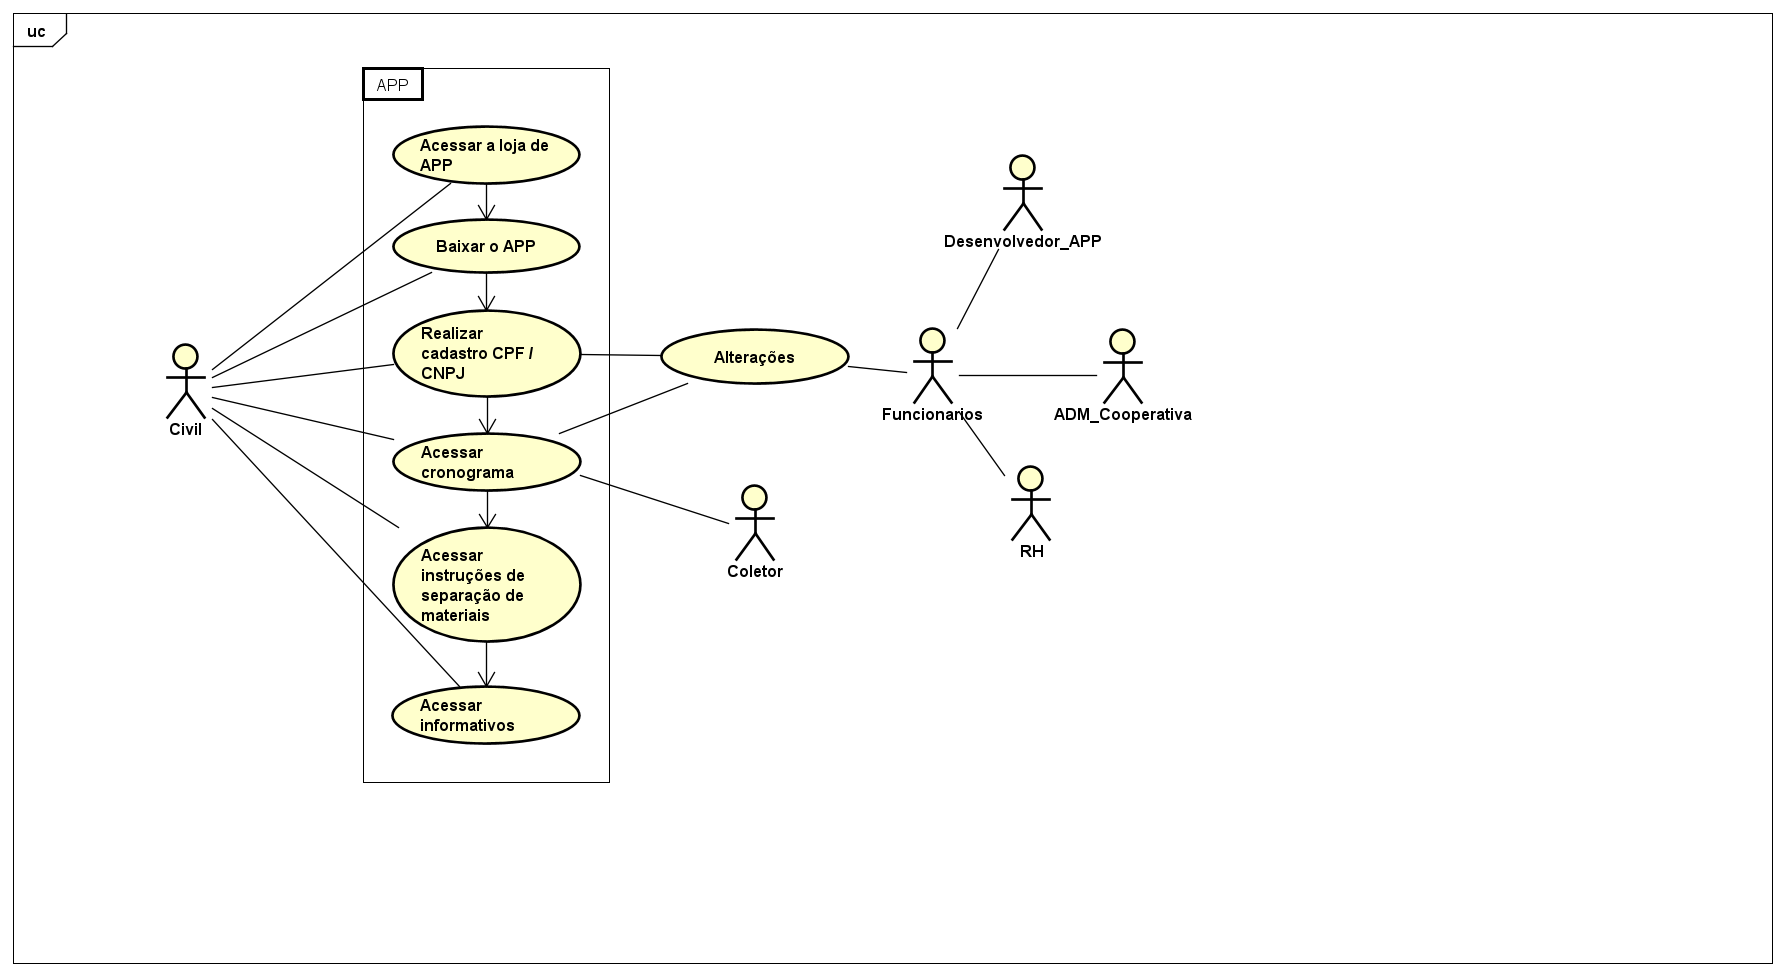 uc
APP
Acessar a loja de
APP
Baixar o APP
Realizar
cadastro CPF /
CNPJ
Acessar
cronograma
Acessar
instruções de
separação de
materiais
Acessar
informativos
Civil
Alterações
Coletor
Desenvolvedor_APP
Funcionarios
ADM_Cooperativa
RH